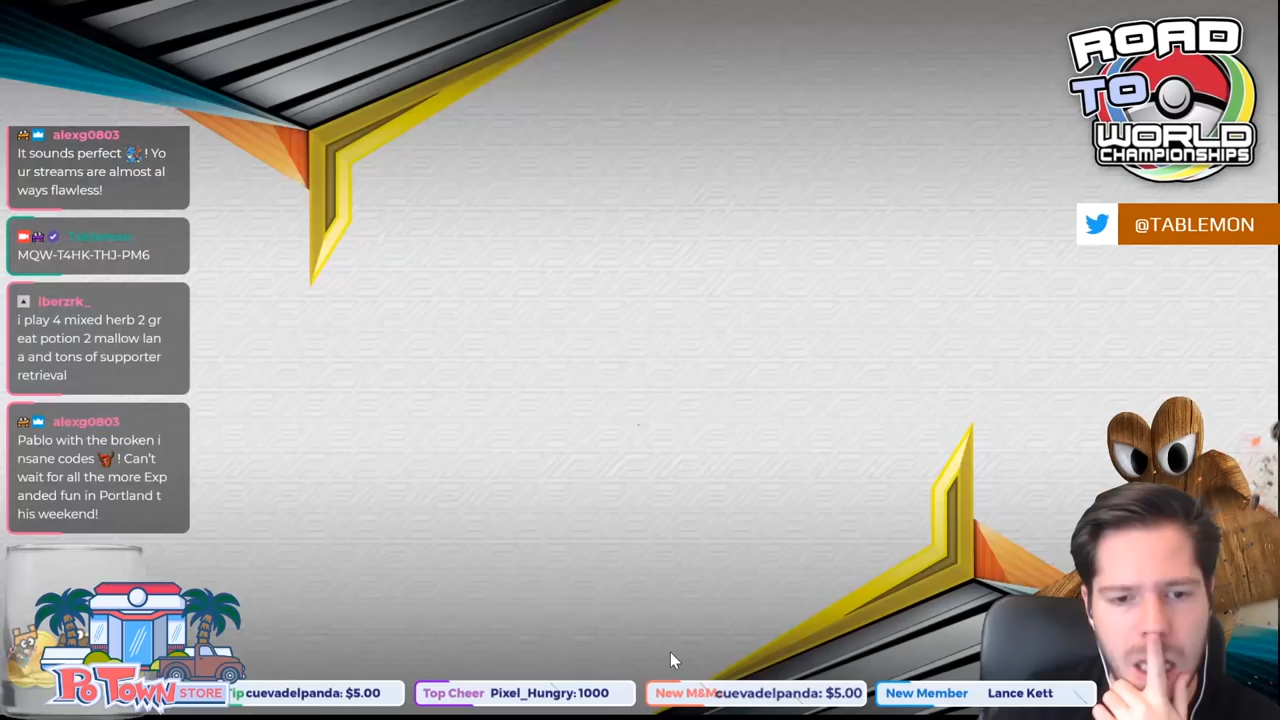 ROAD
TO
WORLD
CHAMPIONSHIPS
@TABLEMON
alexg0803
It sounds perfect ! Yo
ur streams are almost al
ways flawless!
MQW-T4HK-THJ-PM6
iberzrk_
i play 4 mixed herb 2 gr
eat potion 2 mallow lan
a and tons of supporter
retrieval
alexg0803
Pablo with the broken i
nsane codes ! Can't
wait for all the more Exp
anded fun in Portland t
his weekend!
PoTown
STORE
ip cuevadelpanda: $5.00
Top Cheer Pixel_Hungry: 1000
New M&M cuevadelpanda: $5.00
New Member Lance Kett